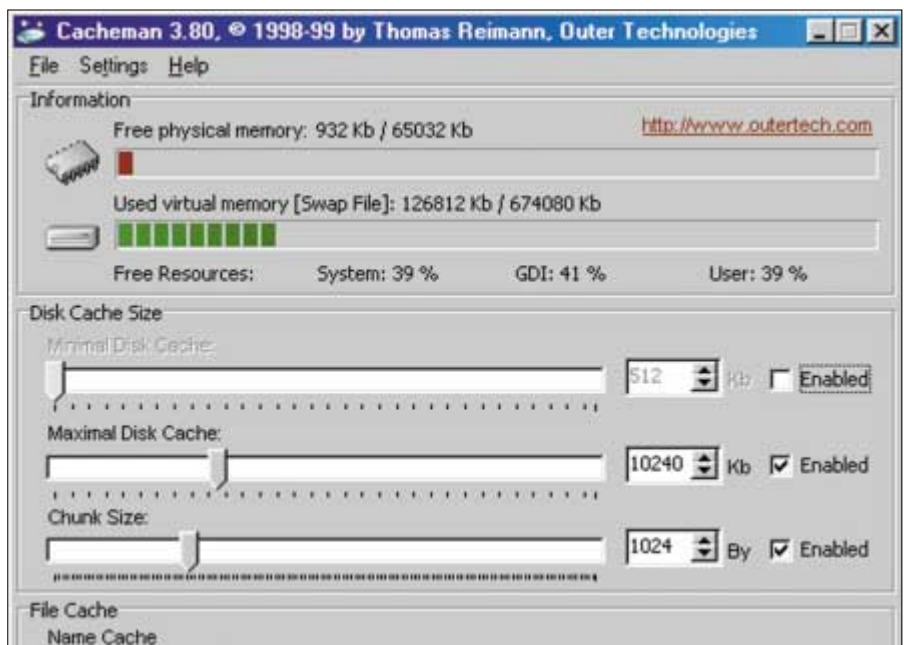 Cacheman 3.80, © 1998-99 by Thomas Reimann, Outer Technologies
File Settings Help
Information
Free physical memory: 932 Kb / 65032 Kb
http://www.outertech.com
Used virtual memory [Swap File]: 126812 Kb / 674080 Kb
Free Resources: System: 39 % GDI: 41 % User: 39 %
Disk Cache Size
Minimal Disk Cache:
512 Kb Enabled
Maximal Disk Cache:
10240 Kb Enabled
Chunk Size:
1024 By Enabled
File Cache
Name Cache